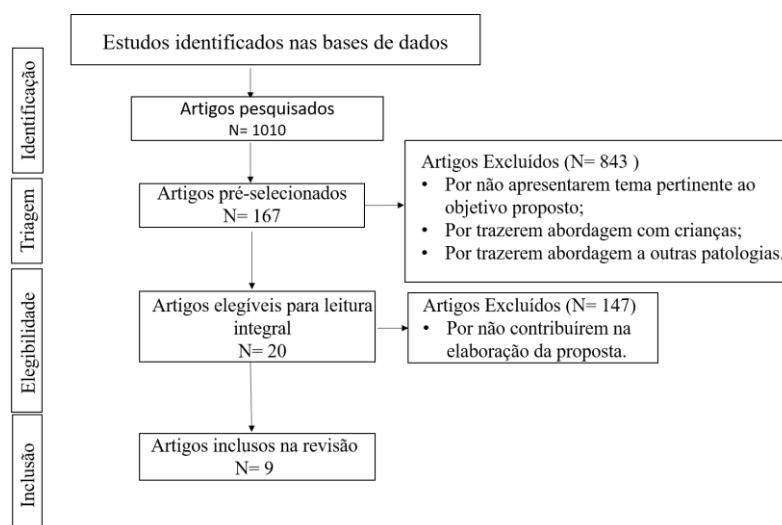 Estudos identificados nas bases de dados
Identificação
Artigos pesquisados
N= 1010
Artigos Excluídos (N= 843 )
• Por não apresentarem tema pertinente ao
objetivo proposto;
• Por trazerem abordagem com crianças;
• Por trazerem abordagem a outras patologias.
Triagem
Artigos pré-selecionados
N= 167
Elegibilidade
Artigos elegíveis para leitura
integral
N= 20
Artigos Excluídos (N= 147)
• Por não contribuírem na
elaboração da proposta.
Inclusão
Artigos inclusos na revisão
N= 9